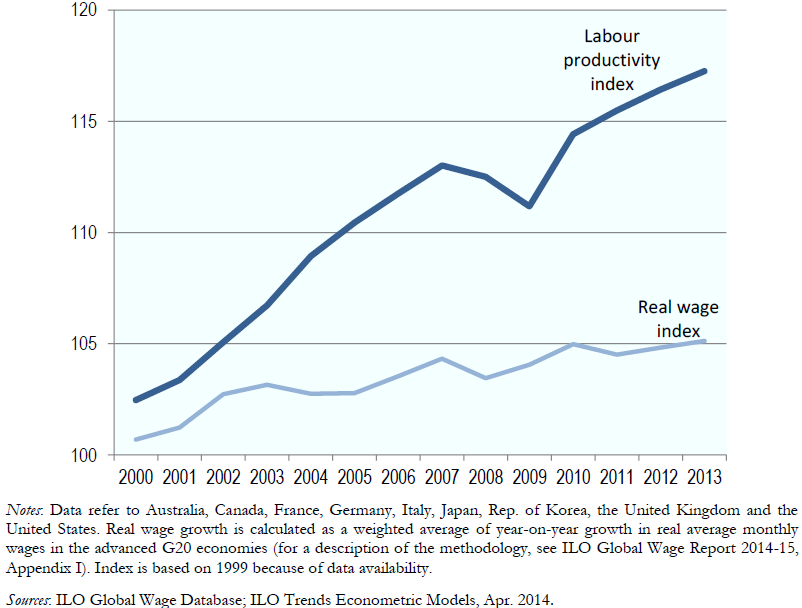 120
Labour
productivity
index
115
110
Real wage
index
105
100
2000 2001 2002 2003 2004 2005 2006 2007 2008 2009 2010 2011 2012 2013
Notes: Data refer to Australia, Canada, France, Germany, Italy, Japan, Rep. of Korea, the United Kingdom and the
United States. Real wage growth is calculated as a weighted average of year-on-year growth in real average monthly
wages in the advanced G20 economies (for a description of the methodology, see ILO Global Wage Report 2014-15,
Appendix I). Index is based on 1999 because of data availability.
Sources: ILO Global Wage Database; ILO Trends Econometric Models, Apr. 2014.